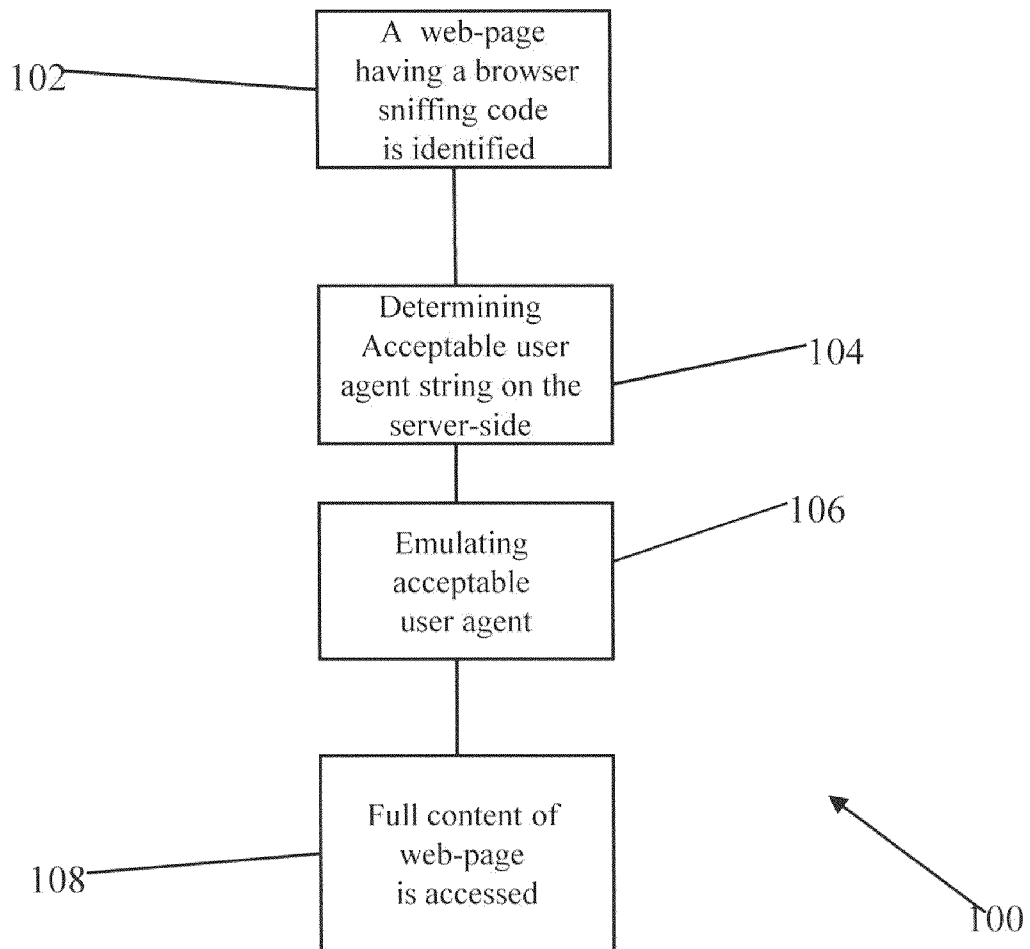 A web-page
having a browser
sniffing code
is identified
102
Determining
Acceptable user
agent string on the
server-side
104
106
Emulating
acceptable
user agent
Full content of
web-page
is accessed
108
100